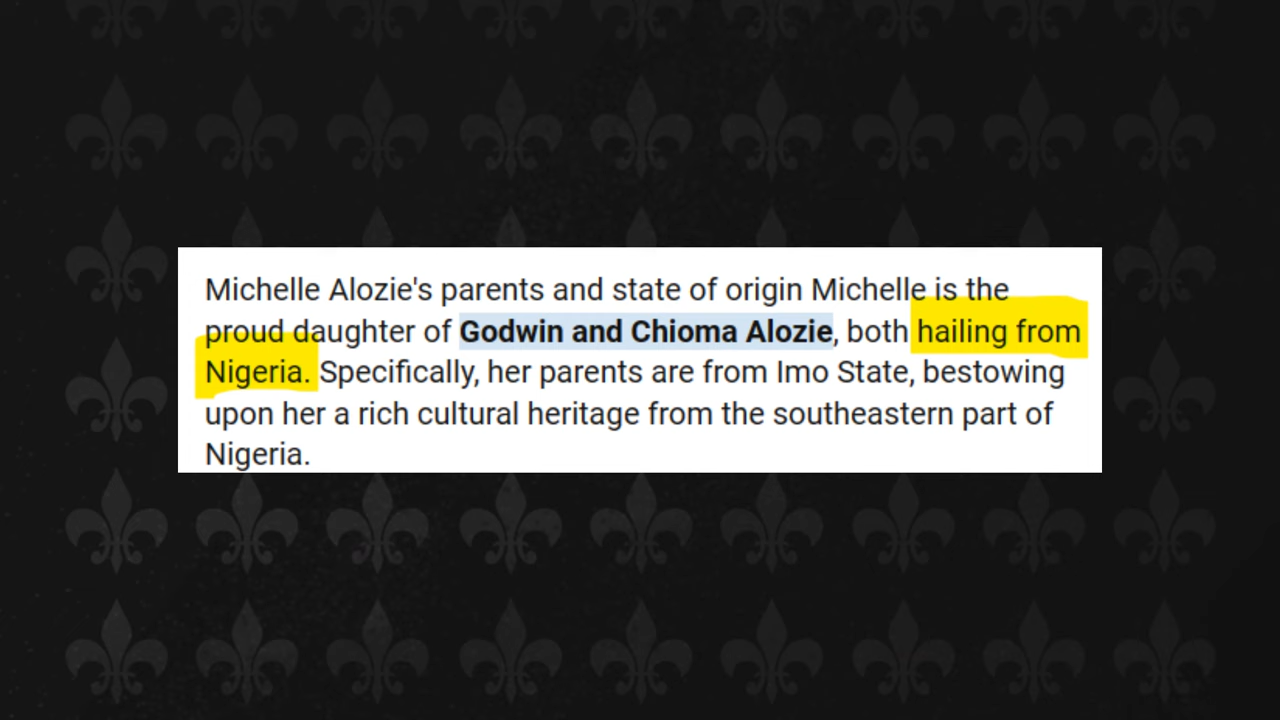 Michelle Alozie's parents and state of origin Michelle is the
proud daughter of Godwin and Chioma Alozie, both hailing from
Nigeria. Specifically, her parents are from Imo State, bestowing
upon her a rich cultural heritage from the southeastern part of
Nigeria.